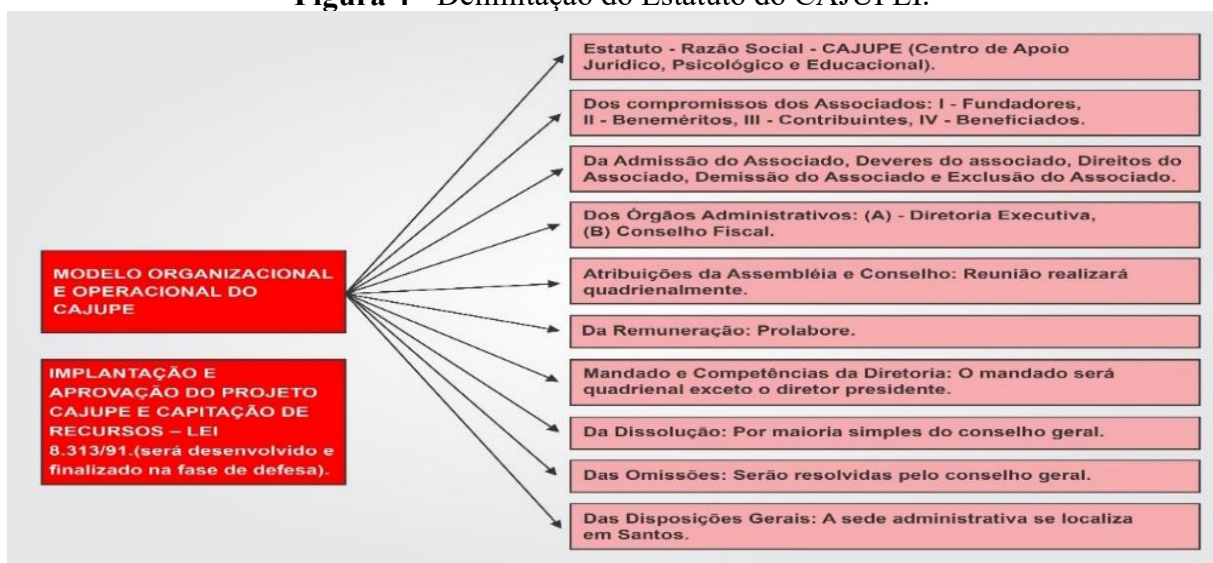 Estatuto do CAJUPEI.
Estatuto - Razão Social - CAJUPE (Centro de Apoio
Jurídico, Psicológico e Educacional).
Dos compromissos dos Associados: I - Fundadores,
II - Beneméritos, III - Contribuintes, IV - Beneficiados.
Da Admissão do Associado, Deveres do associado, Direitos do
Associado, Demissão do Associado e Exclusão do Associado.
Dos Órgãos Administrativos: (A) - Diretoria Executiva,
(B) Conselho Fiscal.
MODELO ORGANIZACIONAL
E OPERACIONAL DO
CAJUPE
Atribuições da Assembléia e Conselho: Reunião realizará
quadrienalmente.
Da Remuneração: Prolabore.
IMPLANTAÇÃO E
APROVAÇÃO DO PROJETO
CAJUPE E CAPITAÇÃO DE
RECURSOS – LEI
8.313/91.(será desenvolvido e
finalizado na fase de defesa).
Mandado e Competências da Diretoria: O mandado será
quadrienal exceto o diretor presidente.
Da Dissolução: Por maioria simples do conselho geral.
Das Omissões: Serão resolvidas pelo conselho geral.
Das Disposições Gerais: A sede administrativa se localiza
em Santos.